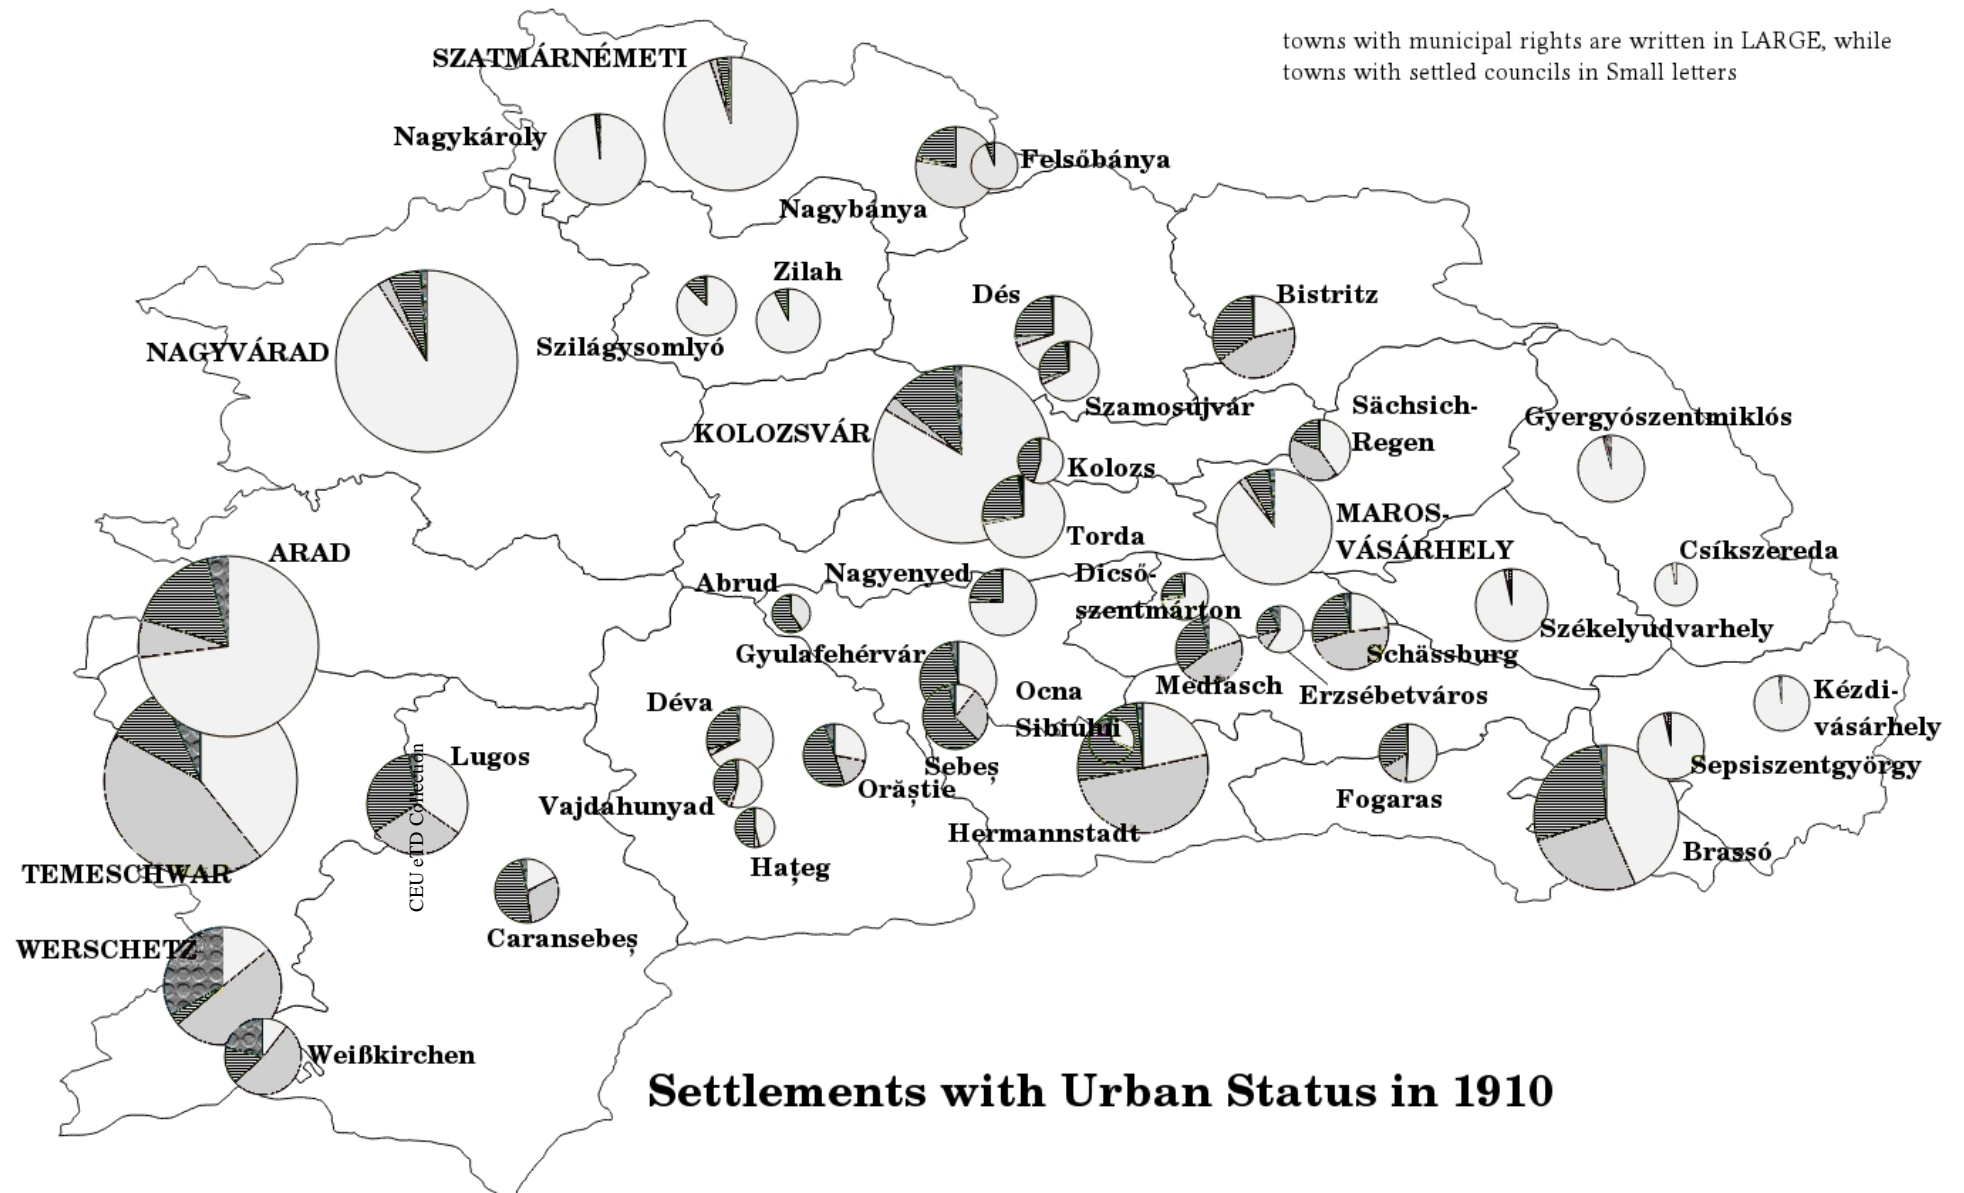 towns with municipal rights are written in LARGE, while
towns with settled councils in Small letters
SZATMÁRNÉMETI
Nagykároly
Felsőbánya
Nagybánya
Zilah
Dés
Bistritz
NAGYVÁRAD
Szilágysomlyó
Szamosújvár
Sächsich-
Regen
Gyergyószentmiklós
KOLOZSVÁR
Kolozs
MAROS-
VÁSÁRHELY
Torda
ARAD
Csíkszereda
Abrud
Nagyenyed
Dicső-
szentmárton
Székelyudvarhely
Gyulafehérvár
Schässburg
Mediasch
Erzsébetváros
Déva
Ocna
Sibiului
Kézdi-
vásárhely
Lugos
Sebeș
Sepsiszentgyörgy
Orăștie
Vajdahunyad
Fogaras
Hermannstadt
Brassó
Hațeg
TEMESCHWAR
CEU eTD Collection
Caransebeș
WERSCHETZ
Weißkirchen
Settlements with Urban Status in 1910